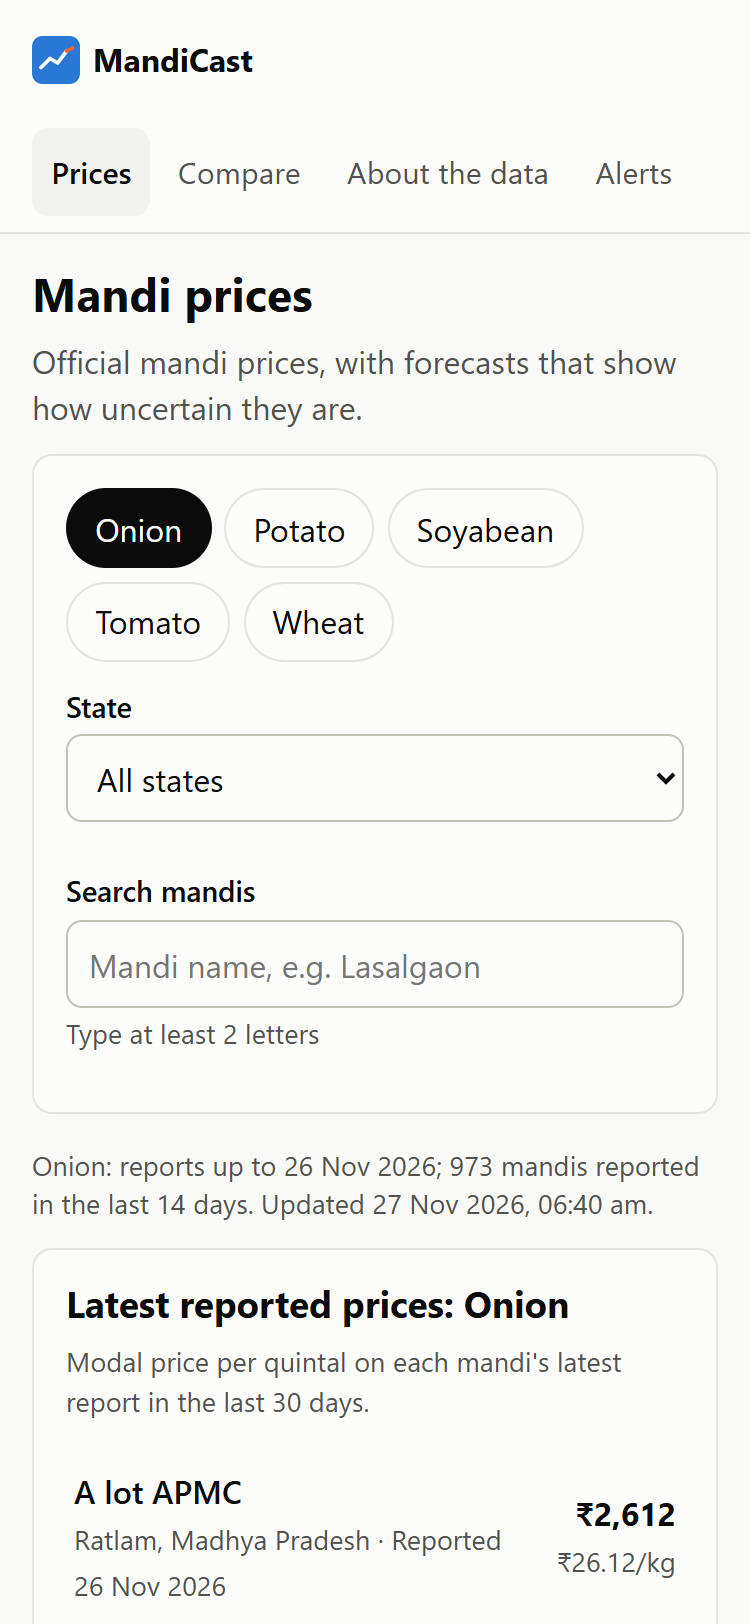 MandiCast
Prices Compare About the data Alerts
Mandi prices
Official mandi prices, with forecasts that show
how uncertain they are.
Onion Potato Soyabean
Tomato Wheat
State
All states
Search mandis
Mandi name, e.g. Lasalgaon
Type at least 2 letters
Onion: reports up to 26 Nov 2026; 973 mandis reported
in the last 14 days. Updated 27 Nov 2026, 06:40 am.
Latest reported prices: Onion
Modal price per quintal on each mandi's latest
report in the last 30 days.
A lot APMC
₹2,612
Ratlam, Madhya Pradesh · Reported
26 Nov 2026
₹26.12/kg